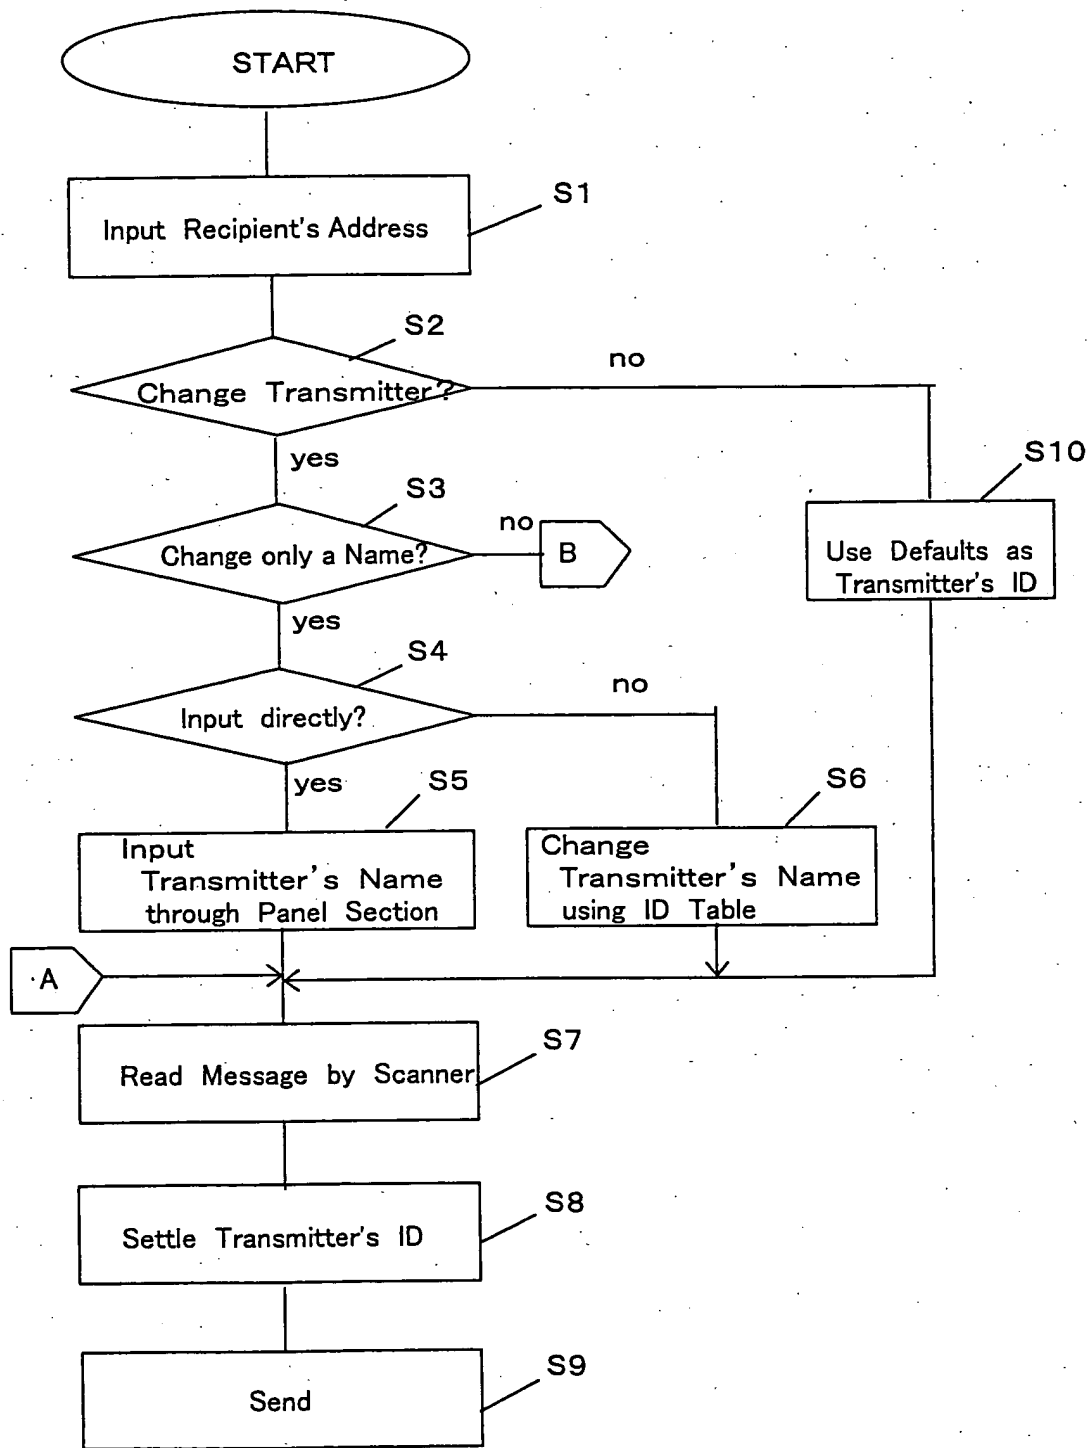 START
S1
Input Recipient's Address
S2
no
Change Transmitter?
yes
S10
S3
no
Change only a Name?
B
Use Defaults as
Transmitter's ID
yes
S4
no
Input directly?
yes
S5
S6
Input
Transmitter's Name
through Panel Section
Change
Transmitter's Name
using ID Table
A
S7
Read Message by Scanner
S8
Settle Transmitter's ID
S9
Send